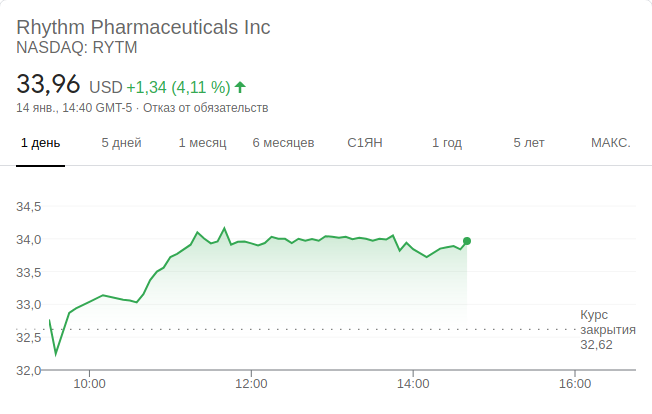 Rhythm Pharmaceuticals Inc
NASDAQ: RYTM
33,96 USD +1,34 (4,11 %)
14 янв., 14:40 GMT-5 · Отказ от обязательств
1 день 5 дней 1 месяц 6 месяцев С1ЯН 1 год 5 лет МАКС.
34,5
34,0
33,5
33,0
32,5
32,0
Курс
закрытия
32,62
10:00 12:00 14:00 16:00